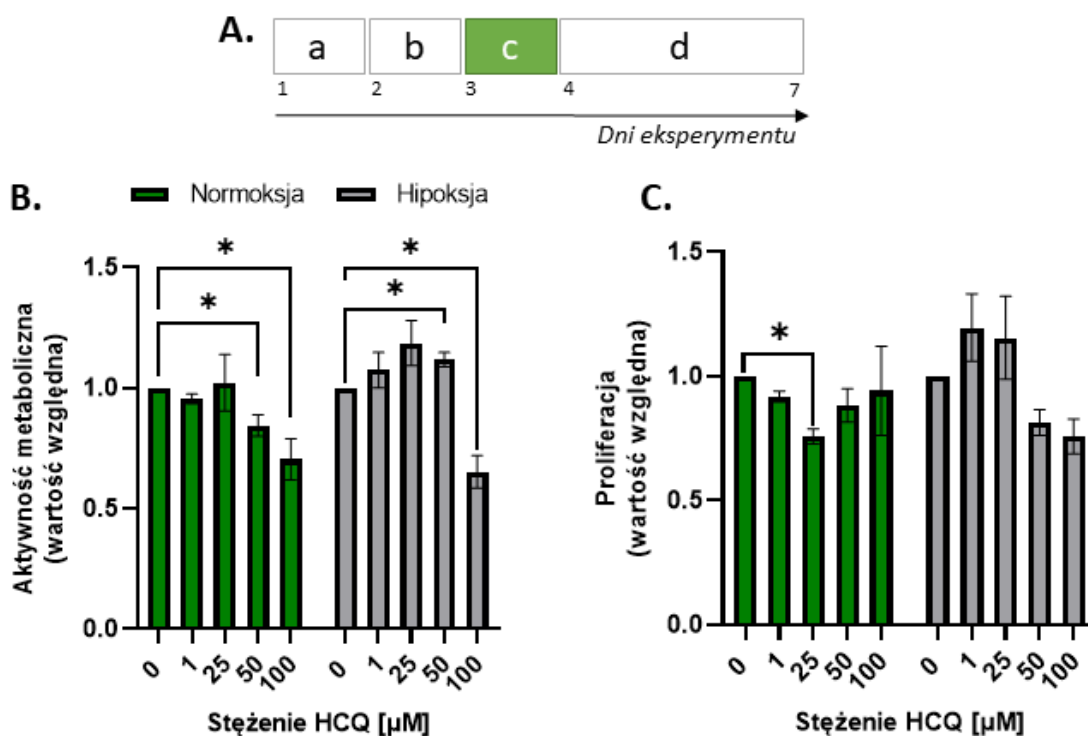 A.
a b c d
1 2 3 4 7
Dni eksperymentu
B.
Normoksja Hipoksja
Aktywność metaboliczna
(wartość względna)
1.5
1.0
0.5
0.0
* * * *
0 1 25 50 100 0 1 25 50 100
Stężenie HCQ [µM]
C.
Proliferacja
(wartość względna)
1.5
1.0
0.5
0.0
*
0 1 25 50 100 0 1 25 50 100
Stężenie HCQ [µM]